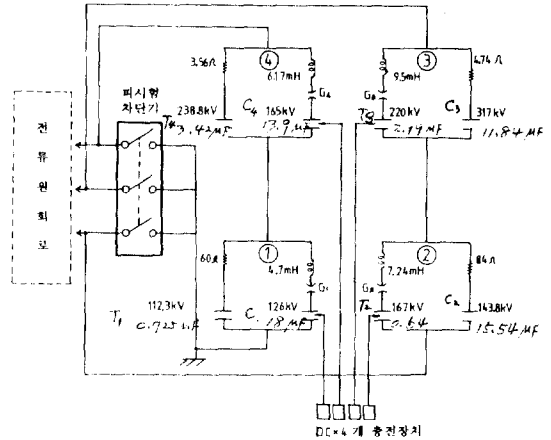 ④
③
3.56Ω
6.17mH
9.5mH
4.74Ω
피시험
차단기
G₄
G₃
C₄
C₃
T₄
238.8kV
165kV
T₃
220kV
317kV
3.42μF
13.9μF
2.19μF
11.84μF
전류원회로
①
②
60Ω
4.7mH
7.24mH
84Ω
G₁
G₂
T₁
112.3kV
C₁
126kV
T₂
167kV
C₂
143.8kV
0.725μF
18μF
0.64
15.54μF
DC×4개 충전장치